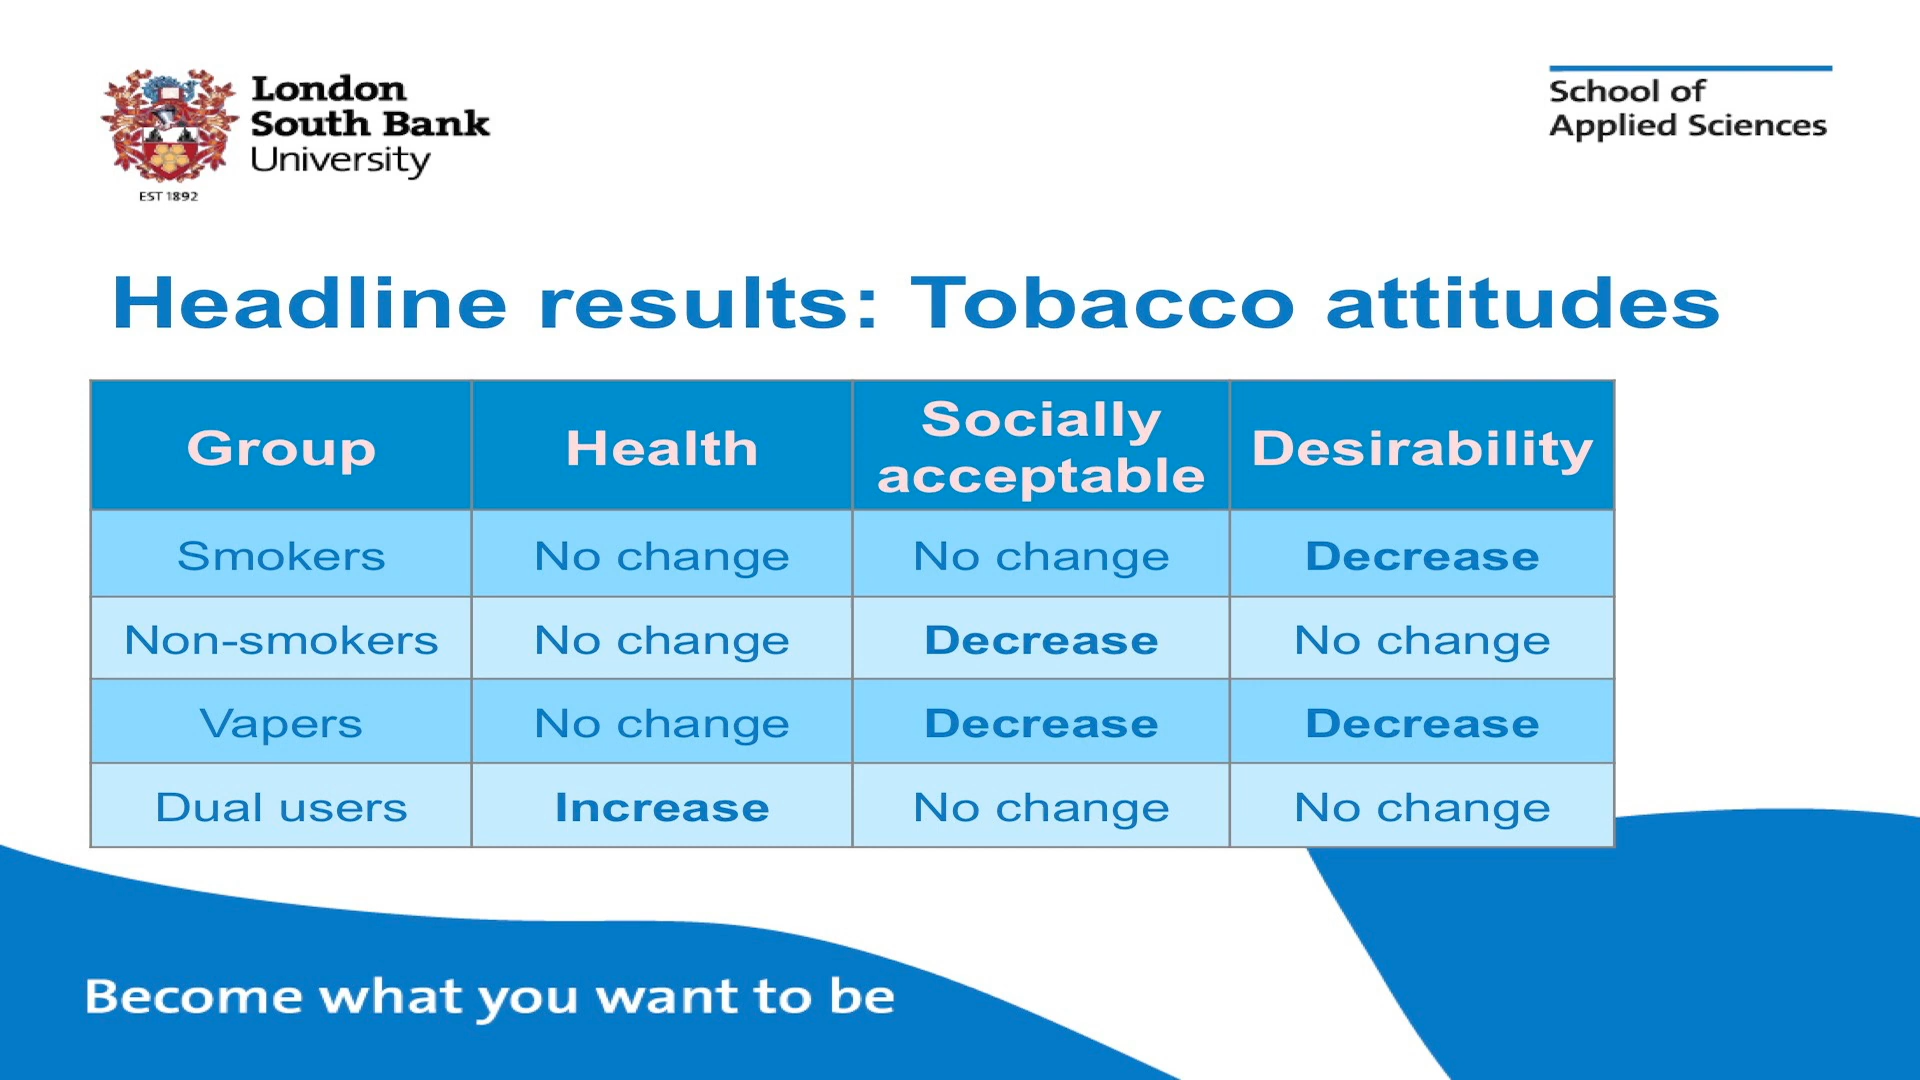 London
South Bank
University
EST 1892
School of
Applied Sciences
Headline results: Tobacco attitudes
Group Health Socially acceptable Desirability
Smokers No change No change Decrease
Non-smokers No change Decrease No change
Vapers No change Decrease Decrease
Dual users Increase No change No change
Become what you want to be